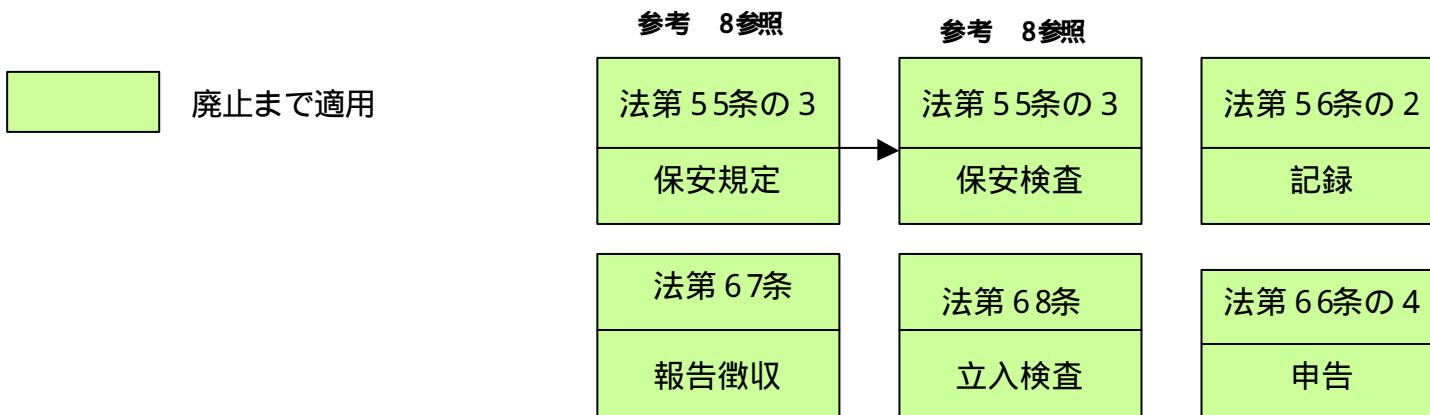 参考　8参照
参考　8参照
廃止まで適用
法第55条の3
保安規定
法第55条の3
保安検査
法第56条の2
記録
法第67条
報告徴収
法第68条
立入検査
法第66条の4
申告